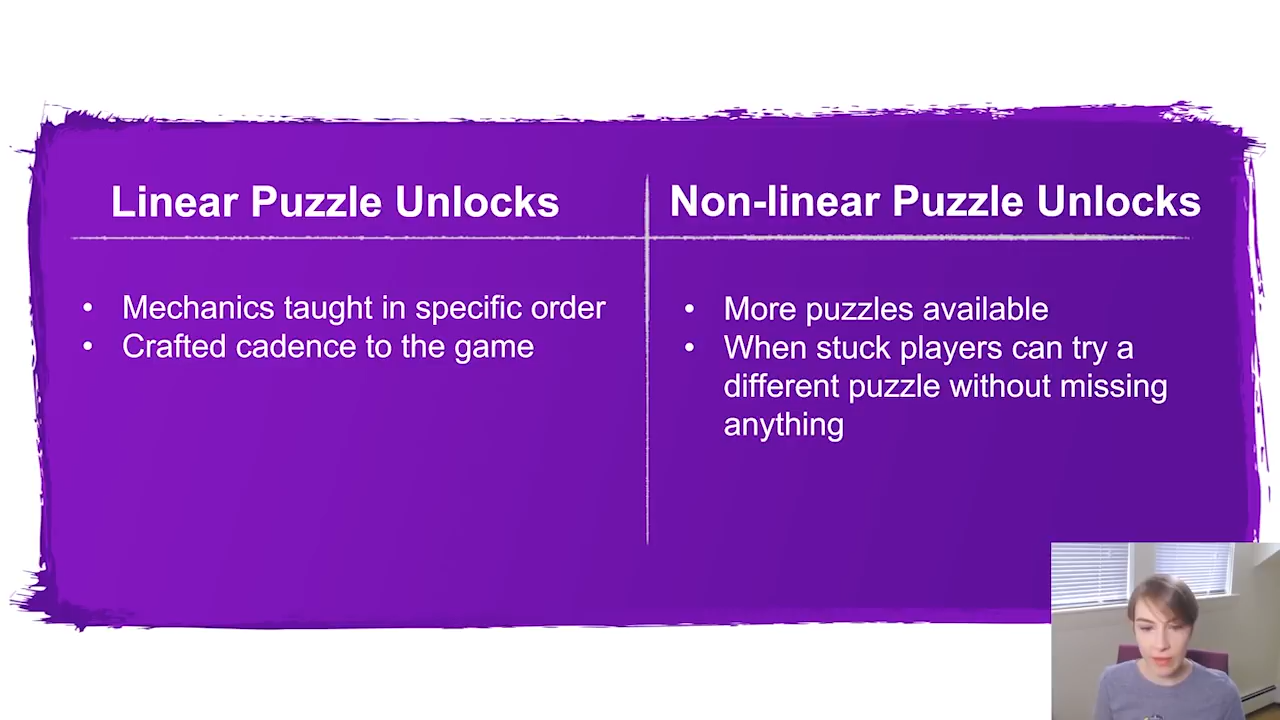 Linear Puzzle Unlocks
• Mechanics taught in specific order
• Crafted cadence to the game
Non-linear Puzzle Unlocks
• More puzzles available
• When stuck players can try a
different puzzle without missing
anything